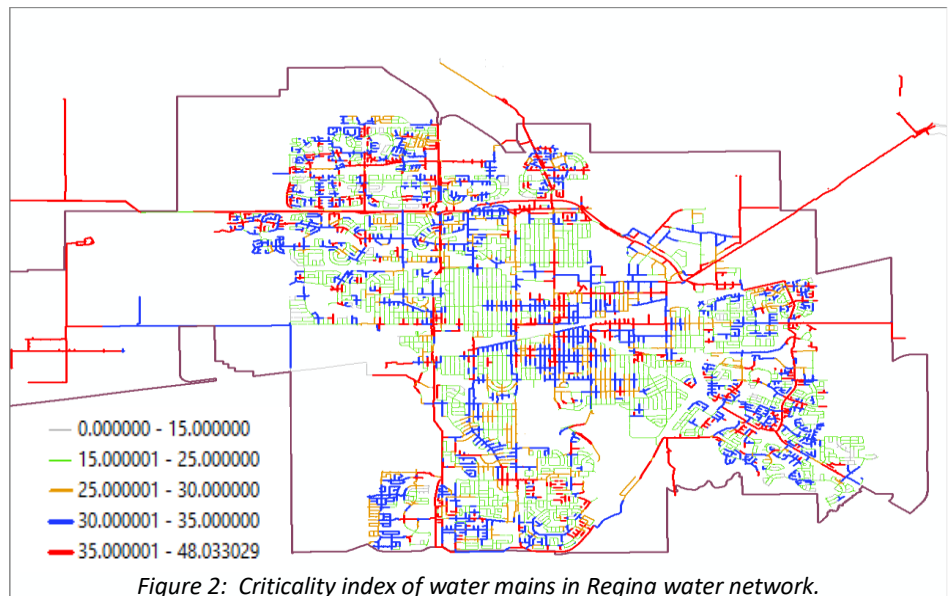 0.000000 - 15.000000
15.000001 - 25.000000
25.000001 - 30.000000
30.000001 - 35.000000
35.000001 - 48.033029
Figure 2: Criticality index of water mains in Regina water network.